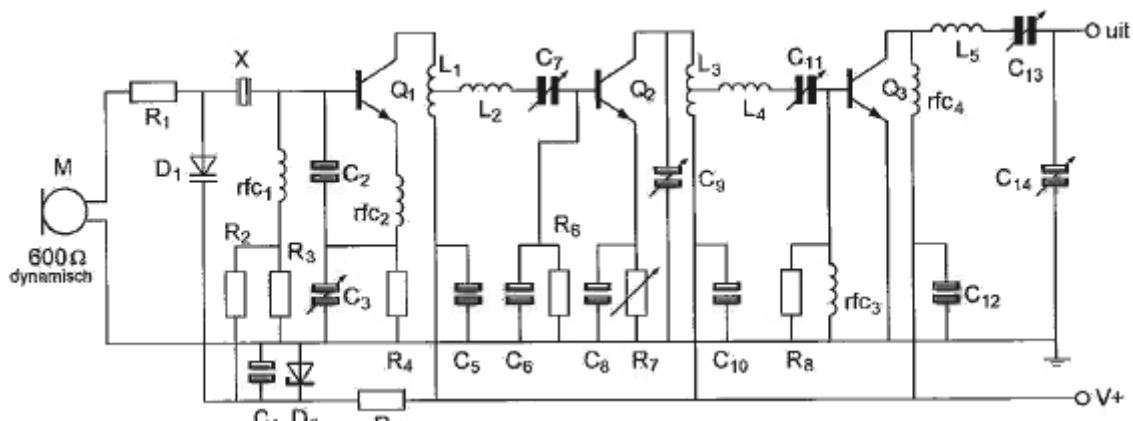 uit
L5
C13
X
Q1
L1
C7
Q2
L3
C11
Q3
rfc4
R1
L2
L4
M
D1
rfc1
C2
C9
C14
rfc2
600Ω
dynamisch
R2
R3
C3
R6
rfc3
C12
R4
C5
C6
C8
R7
C10
R8
V+